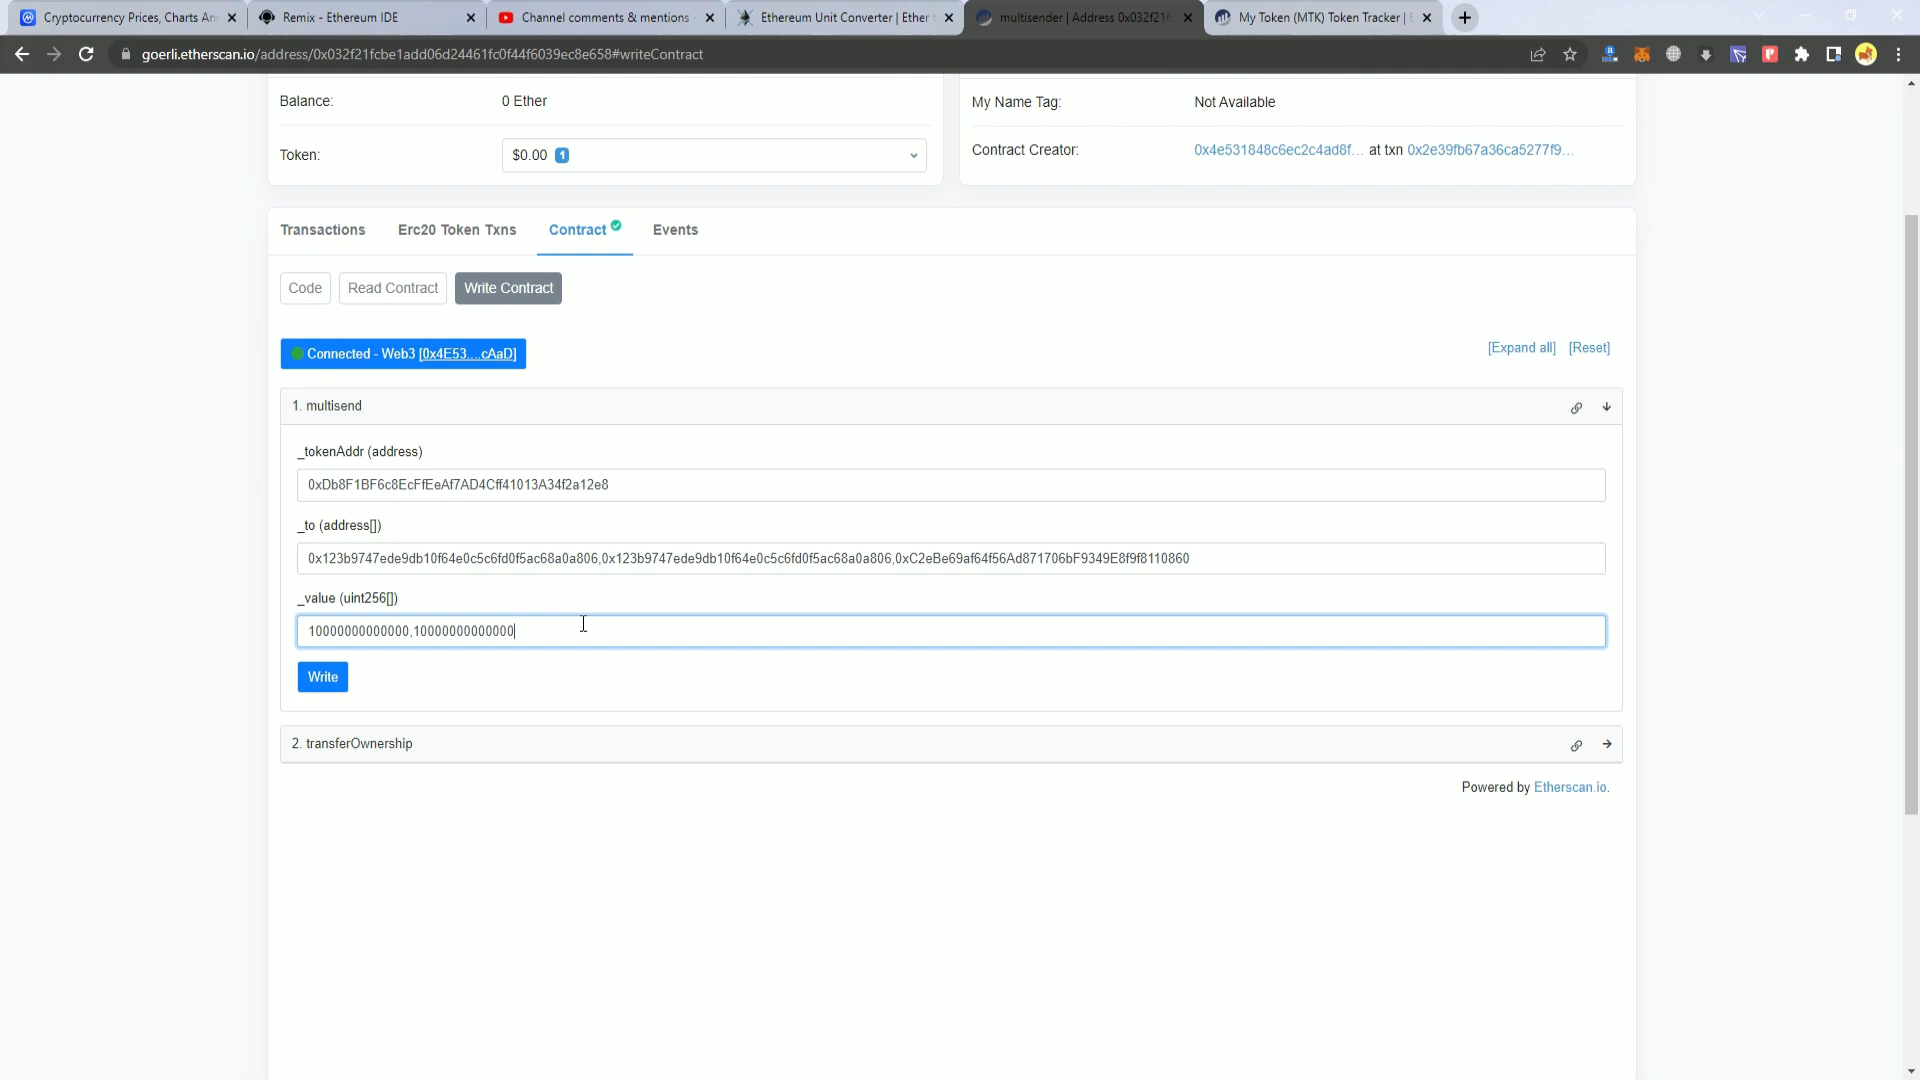 Cryptocurrency Prices, Charts An
Remix - Ethereum IDE
Channel comments & mentions
Ethereum Unit Converter | Ether
multisender | Address 0x032f21f
My Token (MTK) Token Tracker |
goerli.etherscan.io/address/0x032f21fcbe1add06d24461fc0f44f6039ec8e658#writeContract
Balance:
0 Ether
My Name Tag:
Not Available
Token:
$0.00 1
Contract Creator:
0x4e531848c6ec2c4ad8f... at txn 0x2e39fb67a36ca5277f9...
Transactions
Erc20 Token Txns
Contract
Events
Code
Read Contract
Write Contract
Connected - Web3 [0x4E53....cAaD]
[Expand all] [Reset]
1. multisend
_tokenAddr (address)
0xDb8F1BF6c8EcFfEeAf7AD4Cff41013A34f2a12e8
_to (address[])
0x123b9747ede9db10f64e0c5c6fd0f5ac68a0a806,0x123b9747ede9db10f64e0c5c6fd0f5ac68a0a806,0xC2eBe69af64f56Ad871706bF9349E8f9f8110860
_value (uint256[])
10000000000000,10000000000000
Write
2. transferOwnership
Powered by Etherscan.io.